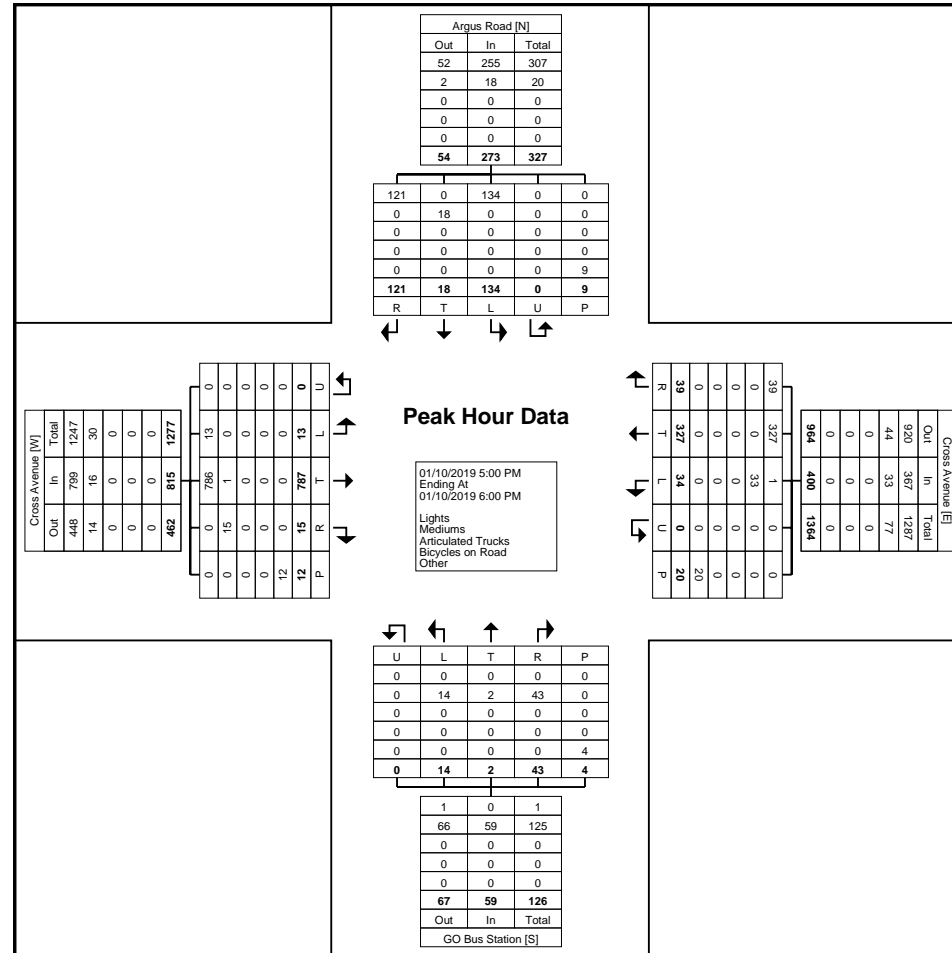 Argus Road [N]
Out In Total
52 255 307
2 18 20
0 0 0
0 0 0
0 0 0
54 273 327
121 0 134 0 0
0 18 0 0 0
0 0 0 0 0
0 0 0 0 0
0 0 0 0 9
121 18 134 0 9
R T L U P
Cross Avenue [W]
Total In Out
1247 799 448
30 16 14
0 0 0
0 0 0
0 0 0
1277 815 462
0 13 786 0 0
0 0 1 15 0
0 0 0 0 0
0 0 0 0 0
0 0 0 0 12
0 13 787 15 12
U L T R P
Peak Hour Data
01/10/2019 5:00 PM
Ending At
01/10/2019 6:00 PM
Lights
Mediums
Articulated Trucks
Bicycles on Road
Other
R T L U P
39 327 34 0 20
0 0 0 0 20
0 0 0 0 0
0 0 0 0 0
0 0 33 0 0
39 327 1 0 0
964 400 1364
0 0 0
0 0 0
0 0 0
44 33 77
920 367 1287
Out In Total
Cross Avenue [E]
U L T R P
0 0 0 0 0
0 14 2 43 0
0 0 0 0 0
0 0 0 0 0
0 0 0 0 4
0 14 2 43 4
1 0 1
66 59 125
0 0 0
0 0 0
0 0 0
67 59 126
Out In Total
GO Bus Station [S]